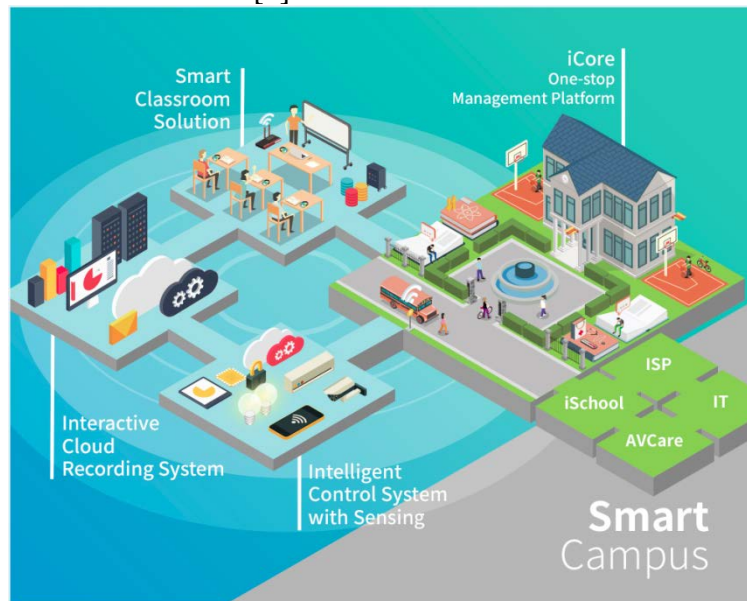 Smart
Classroom
Solution
iCore
One-stop
Management Platform
Interactive
Cloud
Recording System
Intelligent
Control System
with Sensing
ISP
iSchool
IT
AVCare
Smart
Campus